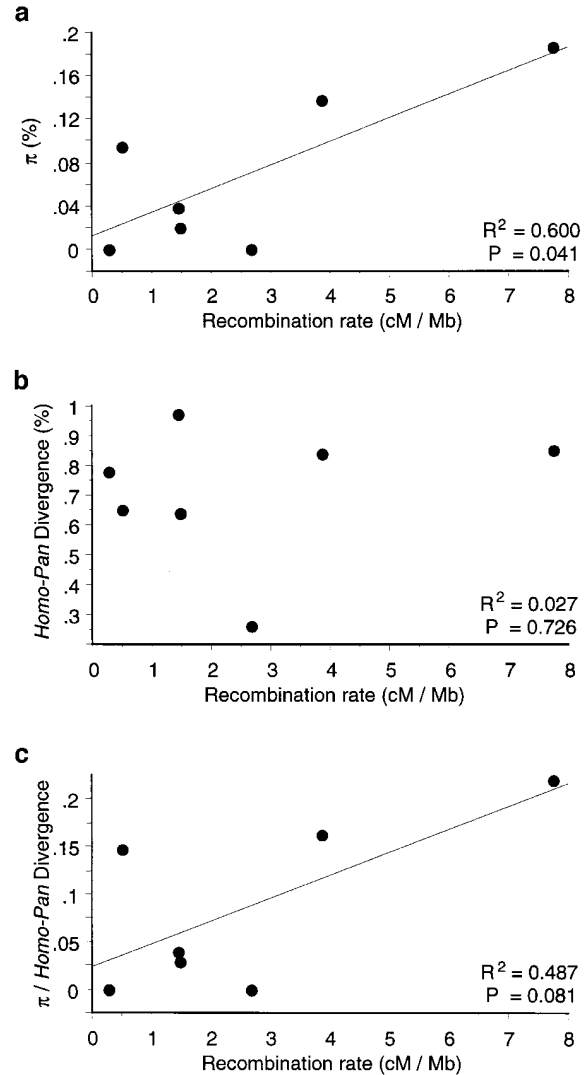 a
.2
.16
.12
.08
.04
0
π (%)
R² = 0.600
P = 0.041
0 1 2 3 4 5 6 7 8
Recombination rate (cM / Mb)
b
1
.9
.8
.7
.6
.5
.4
.3
Homo-Pan Divergence (%)
R² = 0.027
P = 0.726
0 1 2 3 4 5 6 7 8
Recombination rate (cM / Mb)
c
.2
.15
.1
.05
0
π / Homo-Pan Divergence
R² = 0.487
P = 0.081
0 1 2 3 4 5 6 7 8
Recombination rate (cM / Mb)